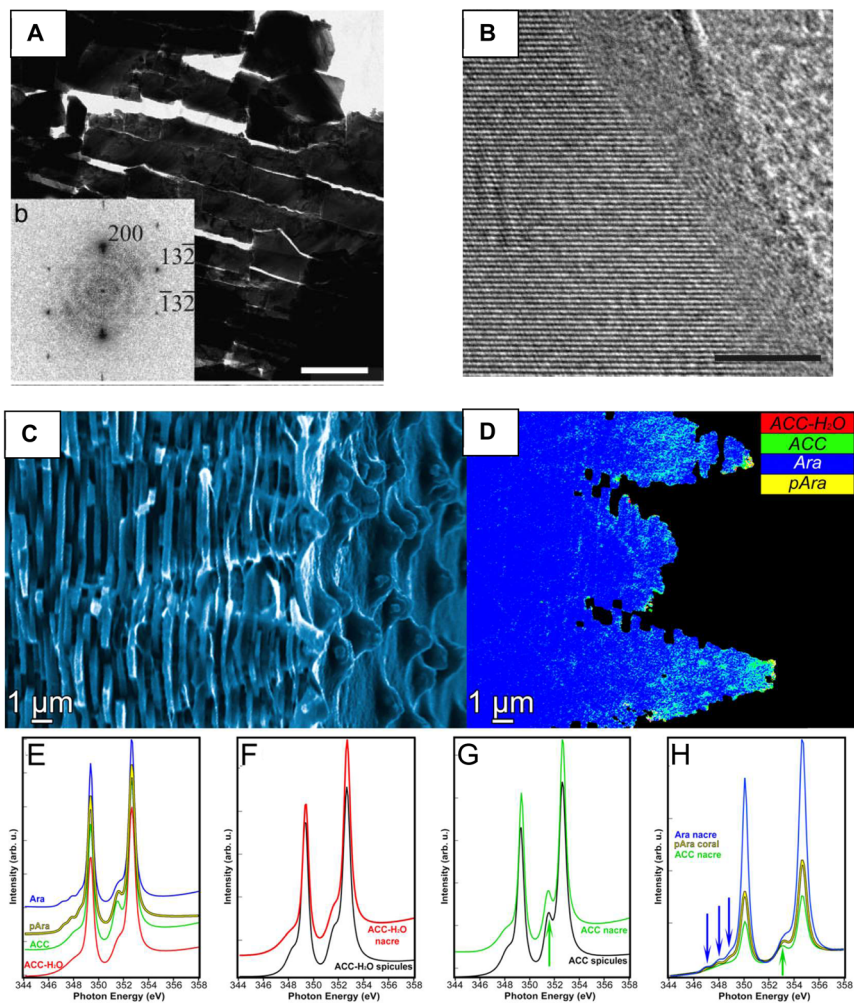 A
B
b
200
13̄2
1̄3̄2
C
D
ACC-H₂O
ACC
Ara
pAra
1 µm
1 µm
E
Intensity (arb. u.)
Ara
pAra
ACC
ACC-H₂O
344 346 348 350 352 354 356 358
Photon Energy (eV)
F
Intensity (arb. u.)
ACC-H₂O
nacre
ACC-H₂O spicules
344 346 348 350 352 354 356 358
Photon Energy (eV)
G
Intensity (arb. u.)
ACC nacre
ACC spicules
344 346 348 350 352 354 356 358
Photon Energy (eV)
H
Intensity (arb. u.)
Ara nacre
pAra coral
ACC nacre
344 346 348 350 352 354 356 358
Photon Energy (eV)